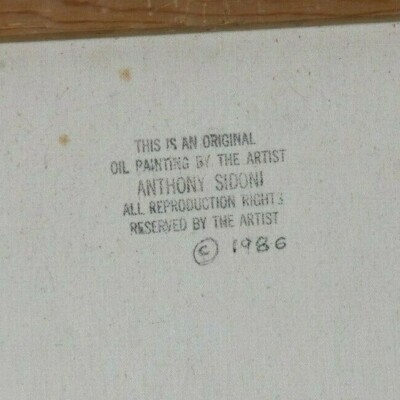 THIS IS AN ORIGINAL
OIL PAINTING BY THE ARTIST
ANTHONY SIDONI
ALL REPRODUCTION RIGHTS
RESERVED BY THE ARTIST
© 1986